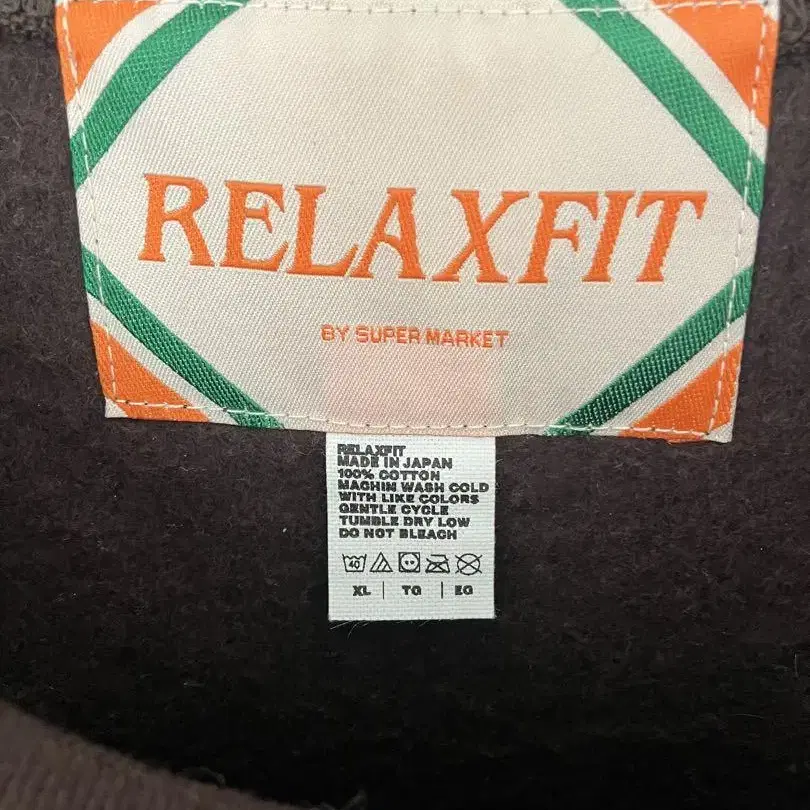 RELAXFIT
BY SUPER MARKET
RELAXFIT
MADE IN JAPAN
100% COTTON
MACHIN WASH COLD
WITH LIKE COLORS
GENTLE CYCLE
TUMBLE DRY LOW
DO NOT BLEACH
40
XL | TG | EG